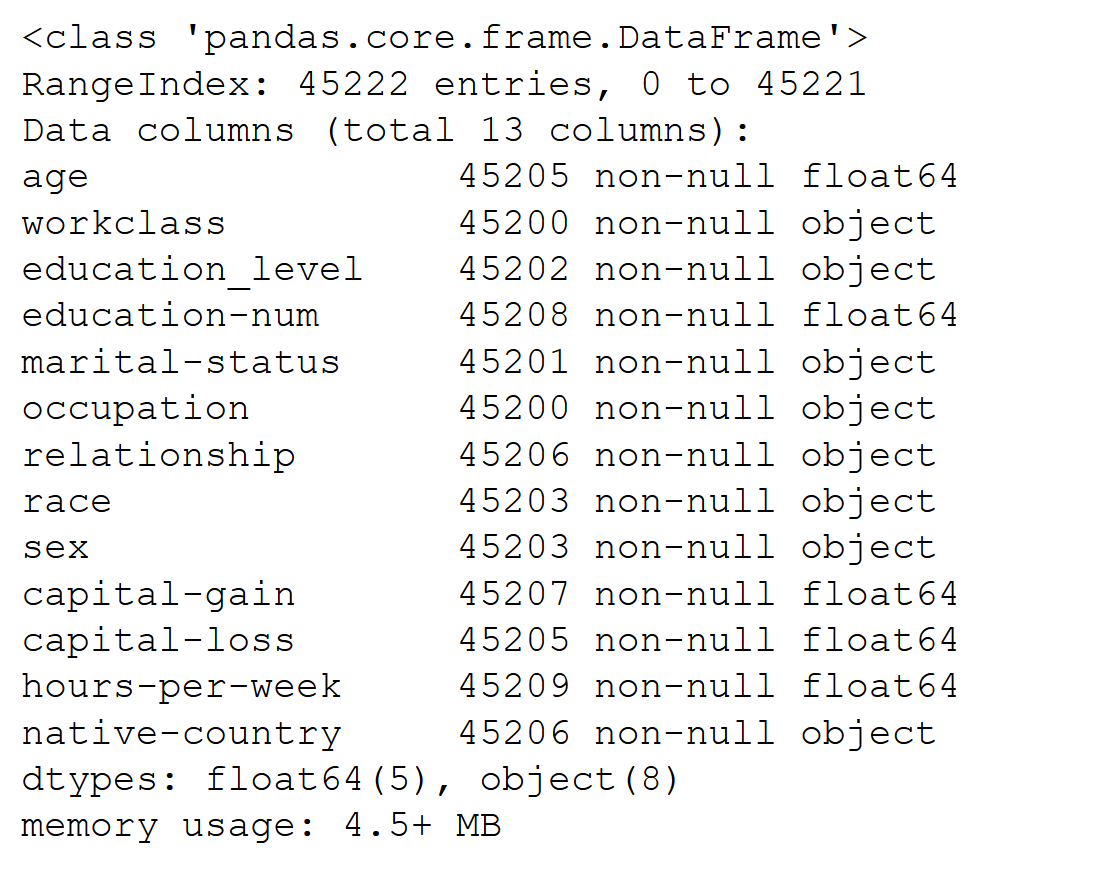 <class 'pandas.core.frame.DataFrame'>
RangeIndex: 45222 entries, 0 to 45221
Data columns (total 13 columns):
age 45205 non-null float64
workclass 45200 non-null object
education_level 45202 non-null object
education-num 45208 non-null float64
marital-status 45201 non-null object
occupation 45200 non-null object
relationship 45206 non-null object
race 45203 non-null object
sex 45203 non-null object
capital-gain 45207 non-null float64
capital-loss 45205 non-null float64
hours-per-week 45209 non-null float64
native-country 45206 non-null object
dtypes: float64(5), object(8)
memory usage: 4.5+ MB